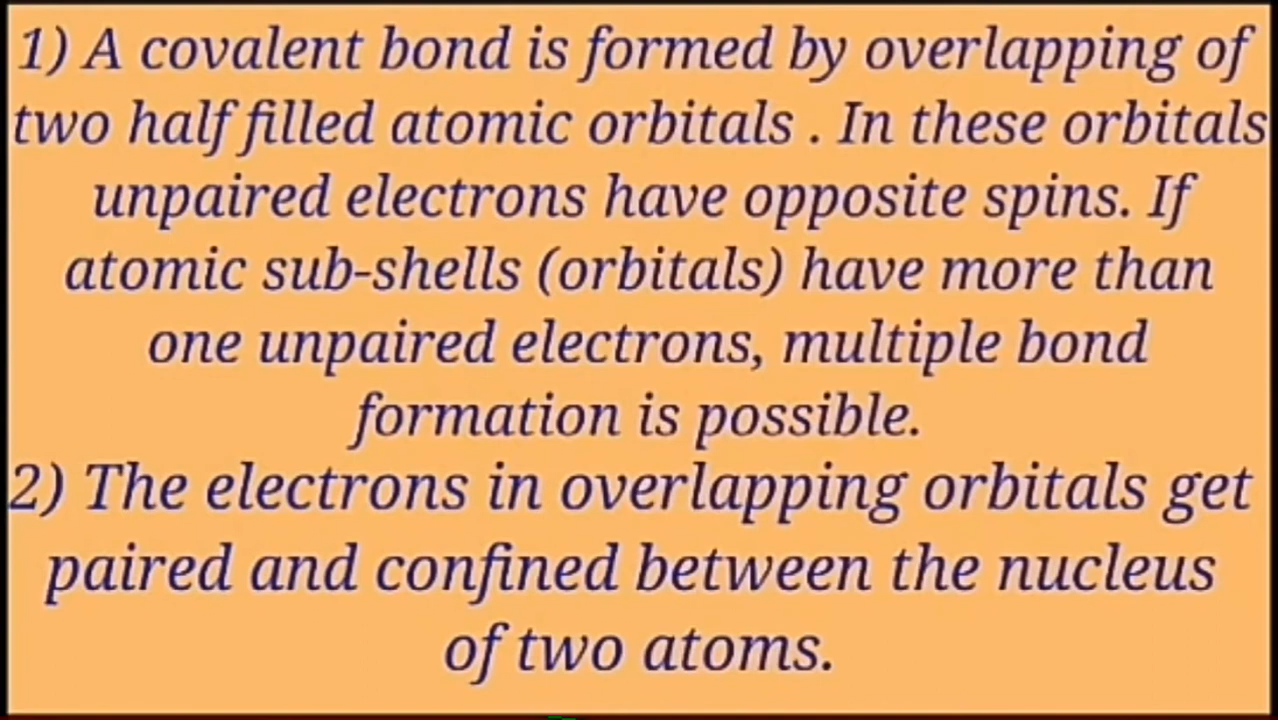 1) A covalent bond is formed by overlapping of
two half filled atomic orbitals . In these orbitals
unpaired electrons have opposite spins. If
atomic sub-shells (orbitals) have more than
one unpaired electrons, multiple bond
formation is possible.
2) The electrons in overlapping orbitals get
paired and confined between the nucleus
of two atoms.